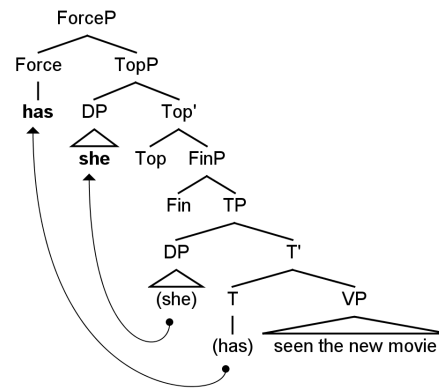 ForceP
Force TopP
has DP Top'
she Top FinP
Fin TP
DP T'
(she) T VP
(has) seen the new movie